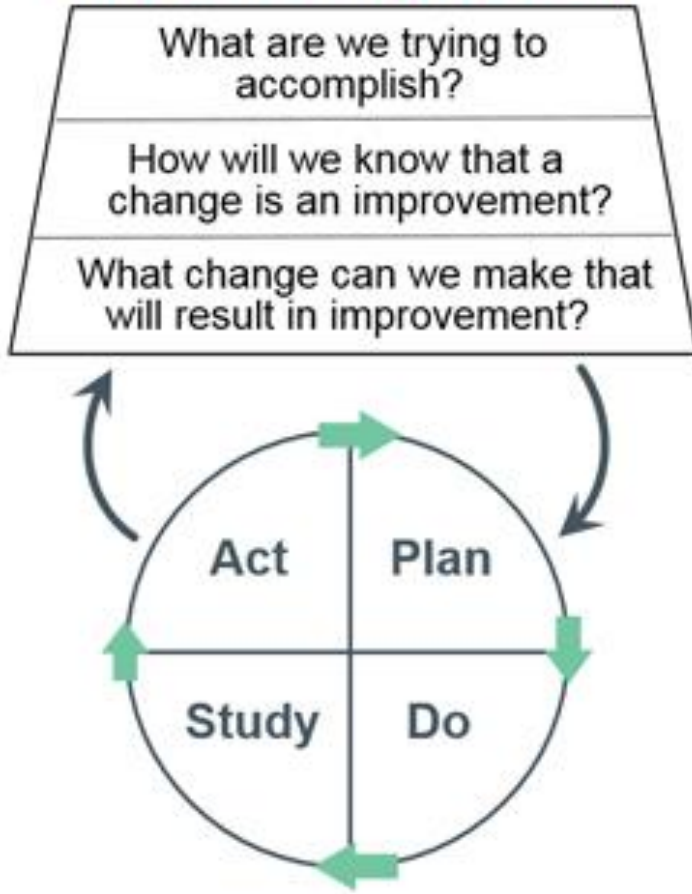 What are we trying to
accomplish?
How will we know that a
change is an improvement?
What change can we make that
will result in improvement?
Act
Plan
Study
Do